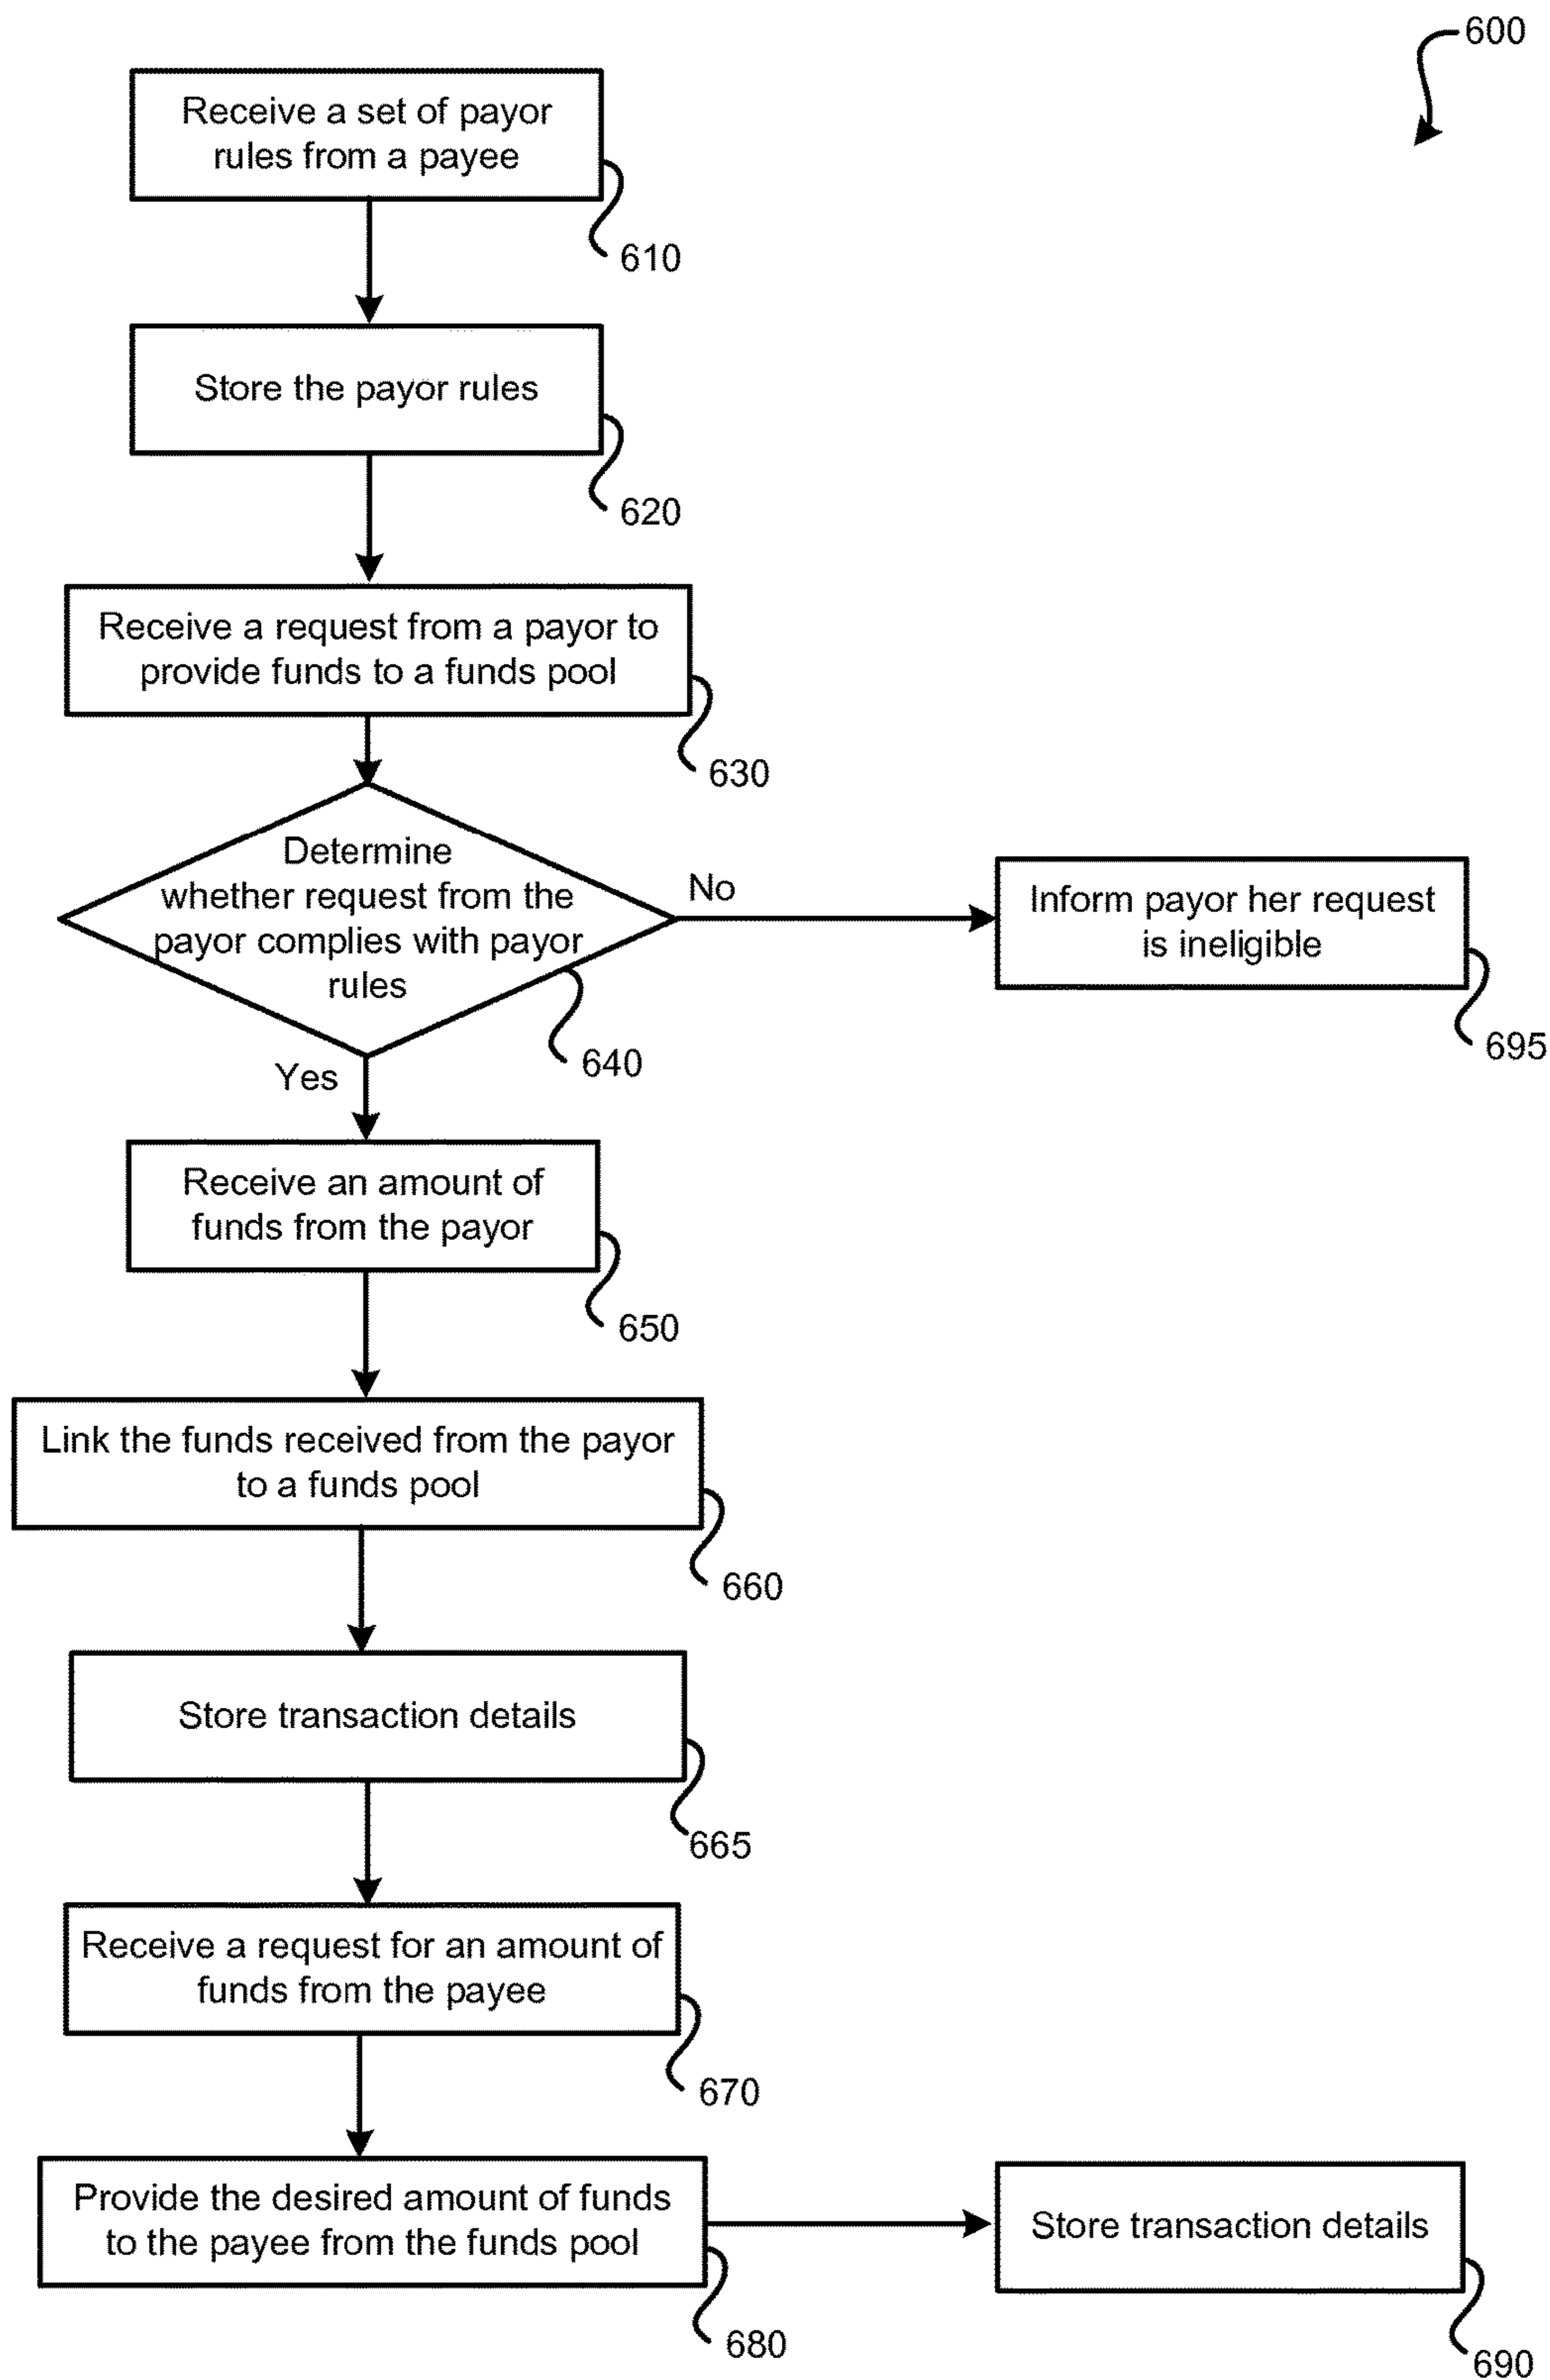 600
Receive a set of payor
rules from a payee
610
Store the payor rules
620
Receive a request from a payor to
provide funds to a funds pool
630
Determine
whether request from the
payor complies with payor
rules
640
No
Inform payor her request
is ineligible
695
Yes
Receive an amount of
funds from the payor
650
Link the funds received from the payor
to a funds pool
660
Store transaction details
665
Receive a request for an amount of
funds from the payee
670
Provide the desired amount of funds
to the payee from the funds pool
680
Store transaction details
690